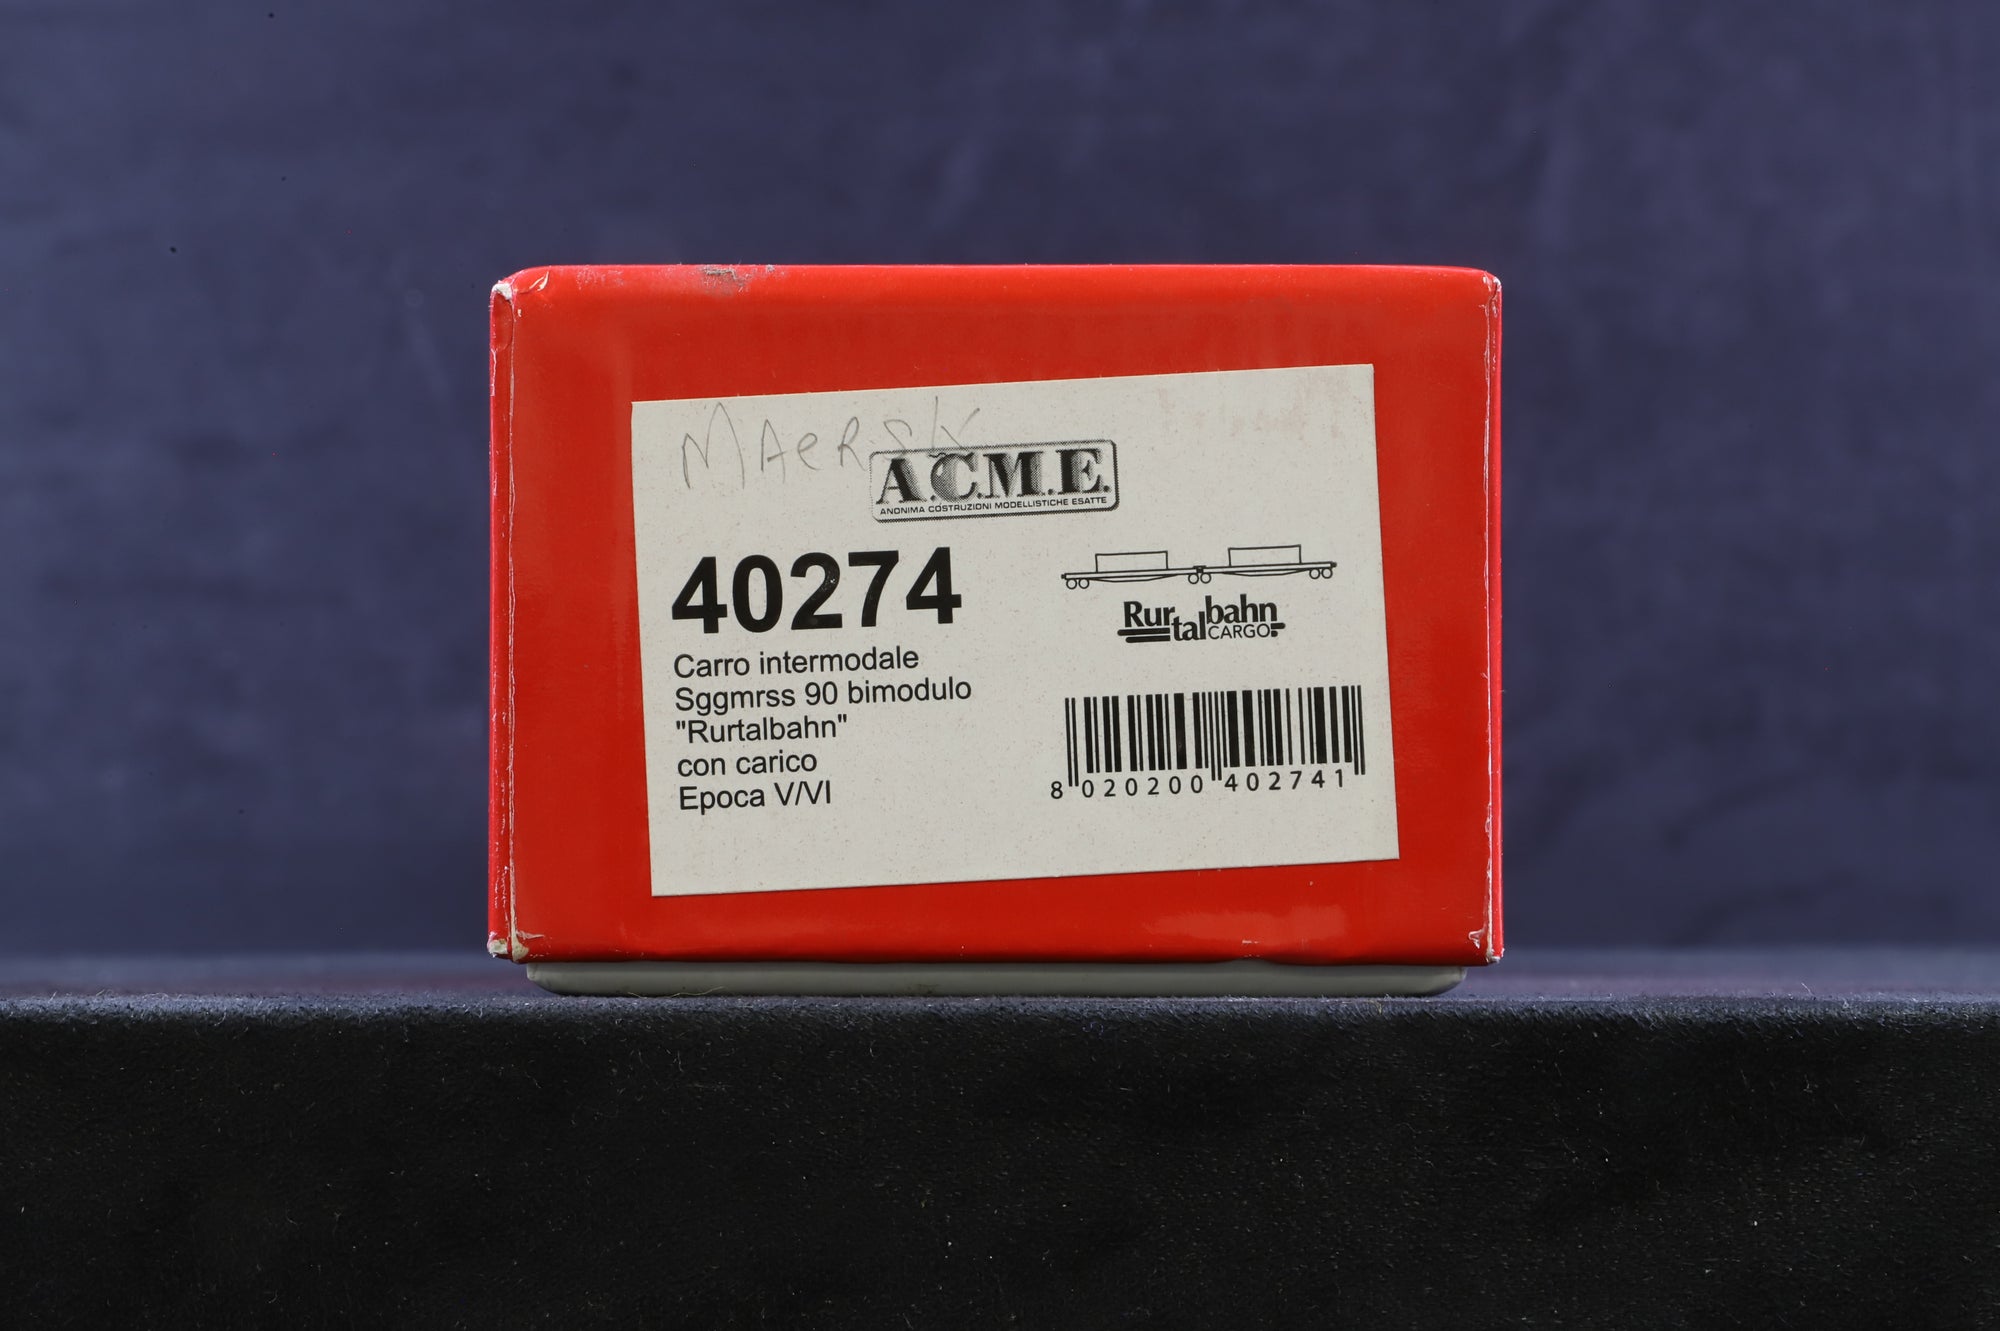 MAeRSK
A.C.M.E.
ANONIMA COSTRUZIONI MODELLISTICHE ESATTE
40274
Carro intermodale
Sggmrss 90 bimodulo
"Rurtalbahn"
con carico
Epoca V/VI
Rurtalbahn
CARGO
8 020200 402741